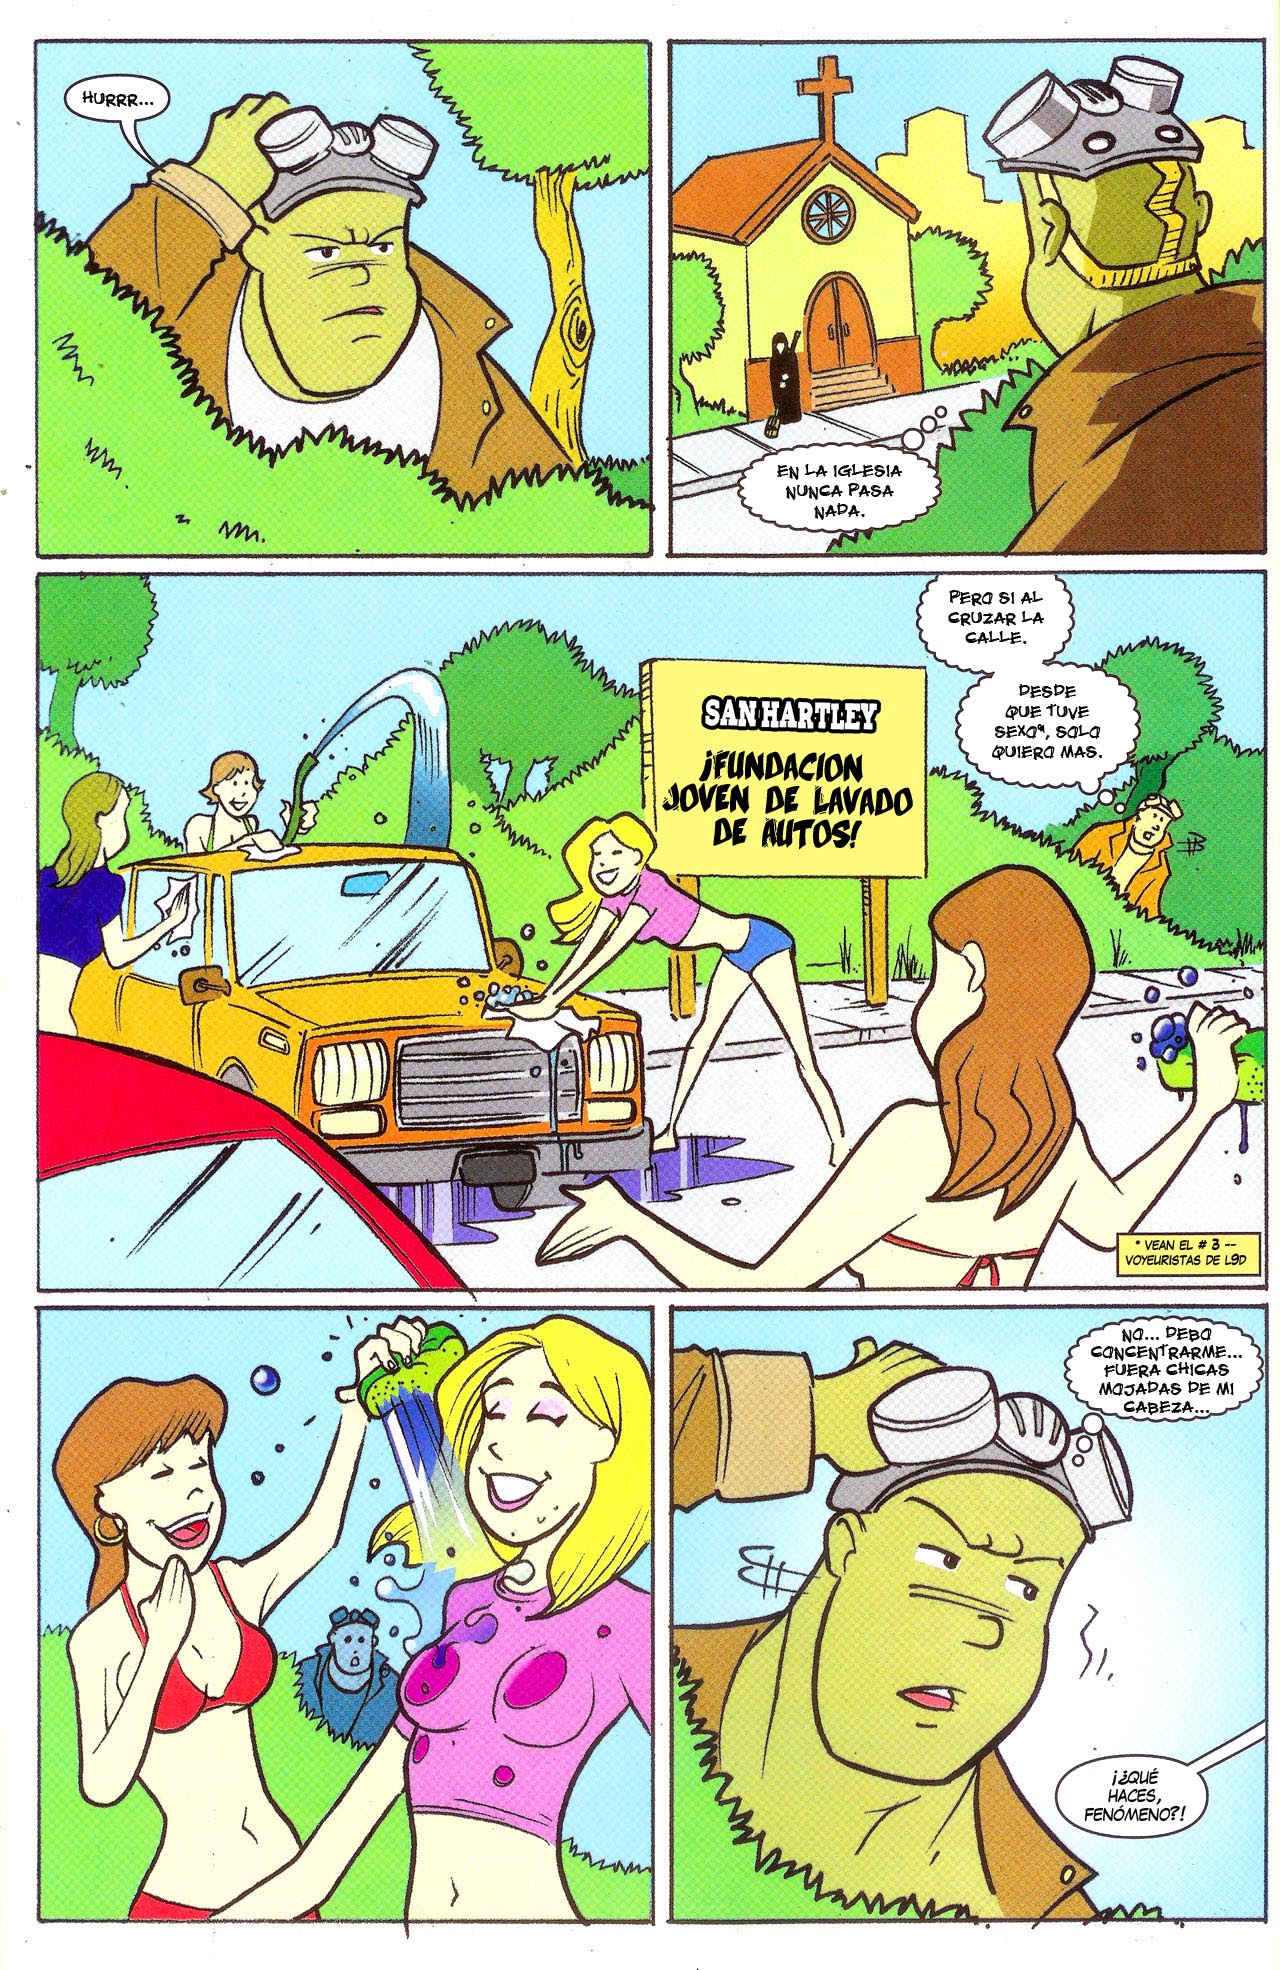 HURRR...
EN LA IGLESIA
NUNCA PASA
NADA.
PERO SI AL
CRUZAR LA
CALLE.
DESDE
QUE TUVE
SEXO*, SOLO
QUIERO MAS.
SAN HARTLEY
¡FUNDACION
JOVEN DE LAVADO
DE AUTOS!
* VEAN EL # 3 --
VOYEURISTAS DE L9D
NO... DEBO
CONCENTRARME...
FUERA CHICAS
MOJADAS DE MI
CABEZA...
¡¿QUÉ
HACES,
FENÓMENO?!